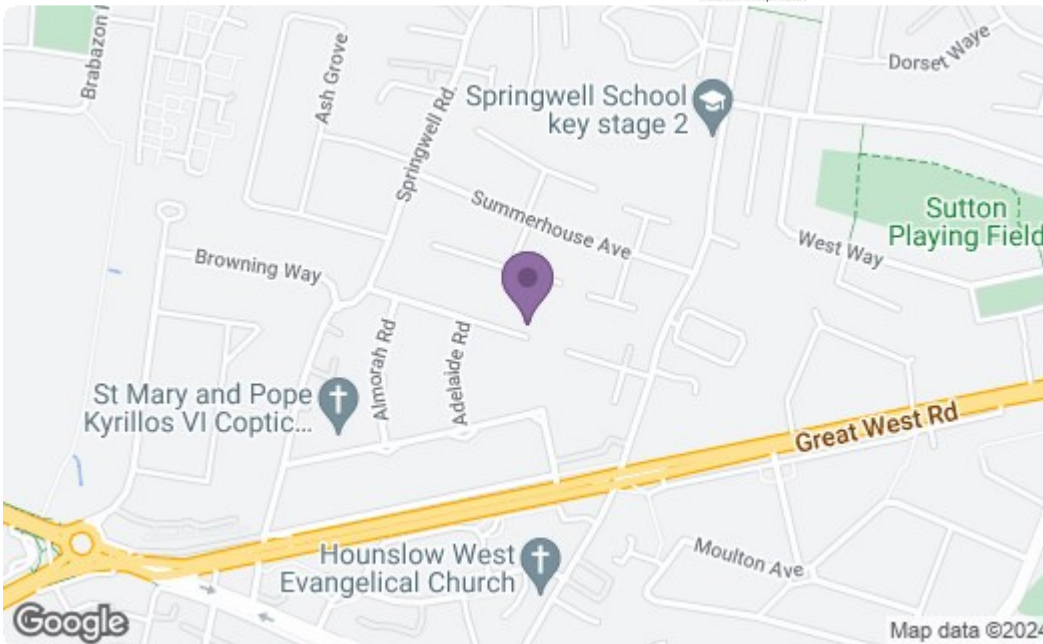 Brabazon
Ash Grove
Springwell Rd
Springwell School
key stage 2
Dorset Waye
Summerhouse Ave
Sutton
Playing Field
West Way
Browning Way
Almorah Rd
Adelaide Rd
St Mary and Pope
Kyrillos VI Coptic...
Great West Rd
Hounslow West
Evangelical Church
Moulton Ave
Google
Map data ©2024